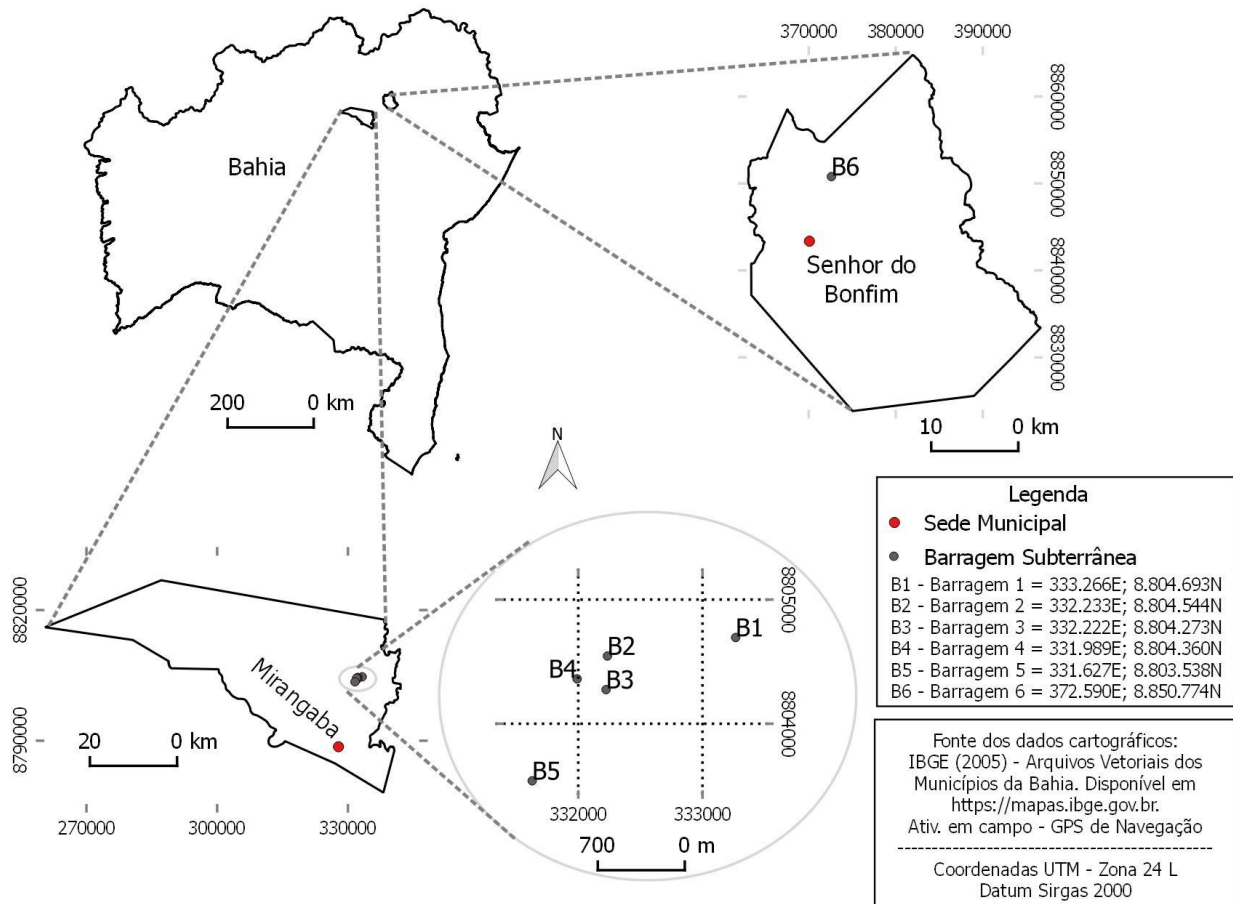 Bahia
200 0 km
370000 380000 390000
8860000
8850000
8840000
8830000
B6
Senhor do
Bonfim
10 0 km
N
8820000
8790000
Mirangaba
20 0 km
270000 300000 330000
B1
B2
B4
B3
B5
8805000
8804000
332000 333000
700 0 m
Legenda
Sede Municipal
Barragem Subterrânea
B1 - Barragem 1 = 333.266E; 8.804.693N
B2 - Barragem 2 = 332.233E; 8.804.544N
B3 - Barragem 3 = 332.222E; 8.804.273N
B4 - Barragem 4 = 331.989E; 8.804.360N
B5 - Barragem 5 = 331.627E; 8.803.538N
B6 - Barragem 6 = 372.590E; 8.850.774N
Fonte dos dados cartográficos:
IBGE (2005) - Arquivos Vetoriais dos
Municípios da Bahia. Disponível em
https://mapas.ibge.gov.br.
Ativ. em campo - GPS de Navegação
Coordenadas UTM - Zona 24 L
Datum Sirgas 2000